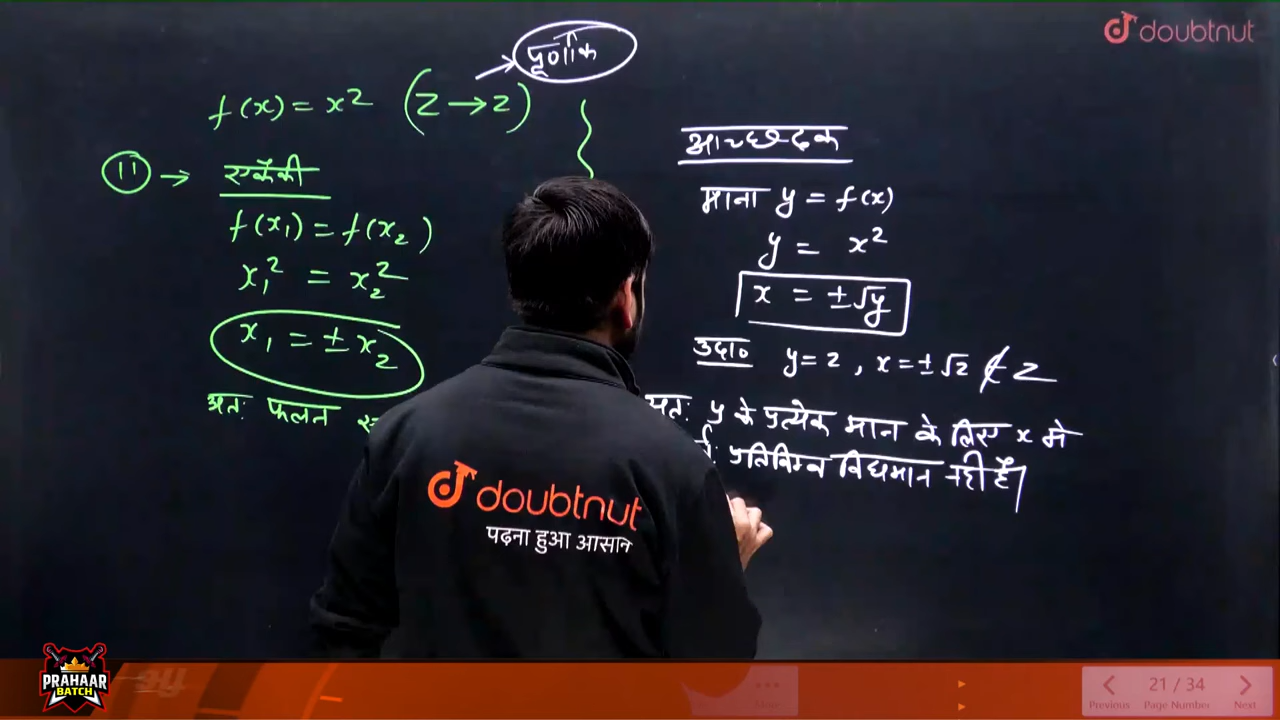 doubtnut
पूर्णांक
f(x) = x² (Z → Z)
(11) → एकैकी
f(x₁) = f(x₂)
x₁² = x₂²
x₁ = ± x₂
अतः फलन
आच्छादक
माना y = f(x)
y = x²
x = ±√y
उदा० y = 2 , x = ±√2 ∉ Z
अतः y के प्रत्येक मान के लिए x मे
प्रतिबिम्ब विद्यमान नहीं है।
doubtnut
पढ़ना हुआ आसान
PRAHAAR
BATCH
21 / 34
Previous Page Number Next